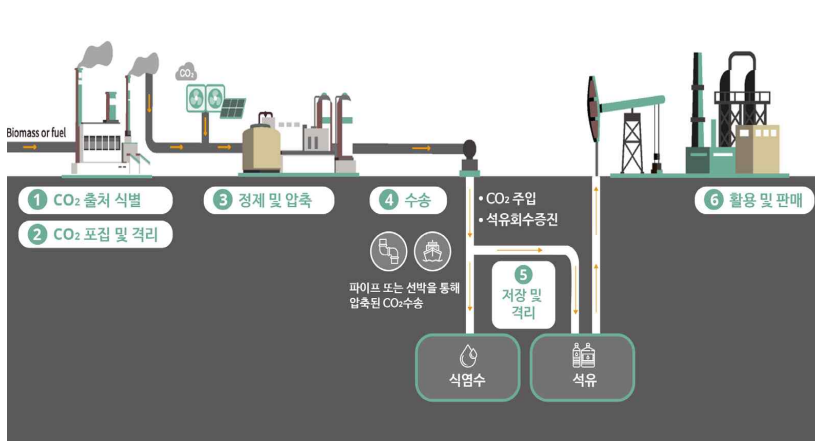 CO₂
Biomass or fuel
1 CO₂ 출처 식별
2 CO₂ 포집 및 격리
3 정제 및 압축
4 수송
• CO₂ 주입
• 석유회수증진
6 활용 및 판매
파이프 또는 선박을 통해
압축된 CO₂수송
5
저장 및
격리
식염수
석유